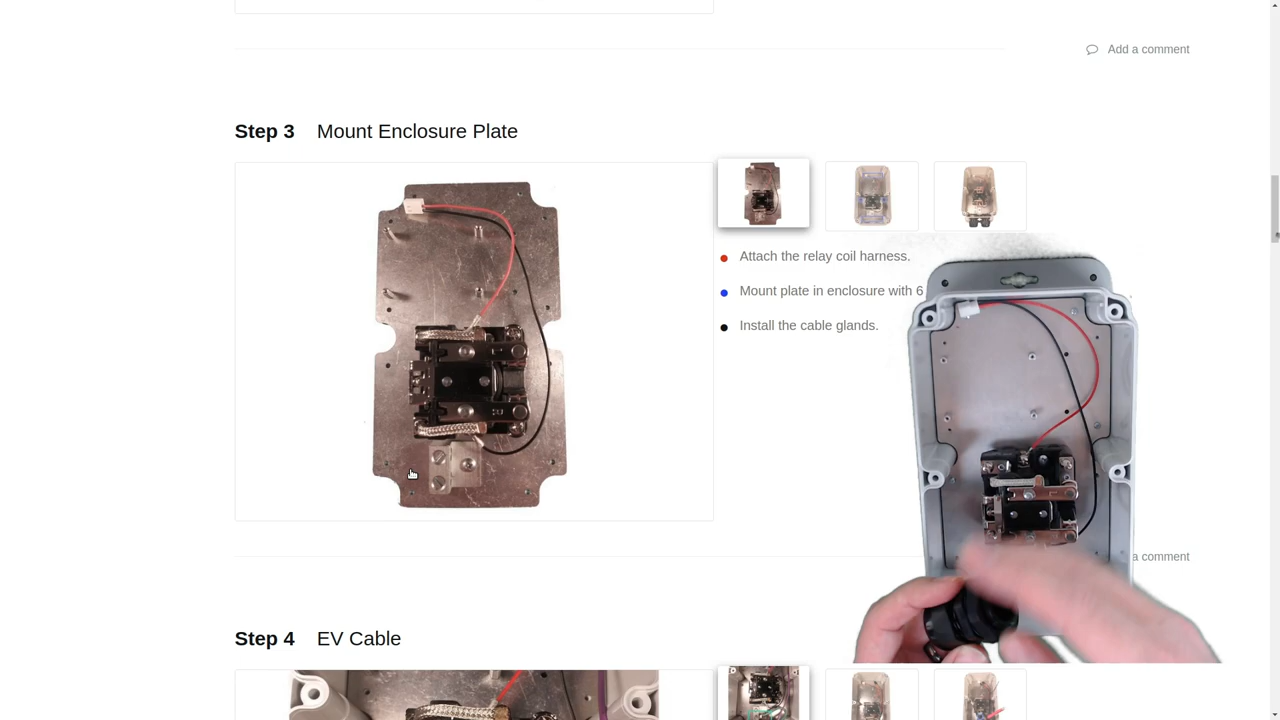 Add a comment
Step 3 Mount Enclosure Plate
Attach the relay coil harness.
Mount plate in enclosure with 6
Install the cable glands.
a comment
Step 4 EV Cable